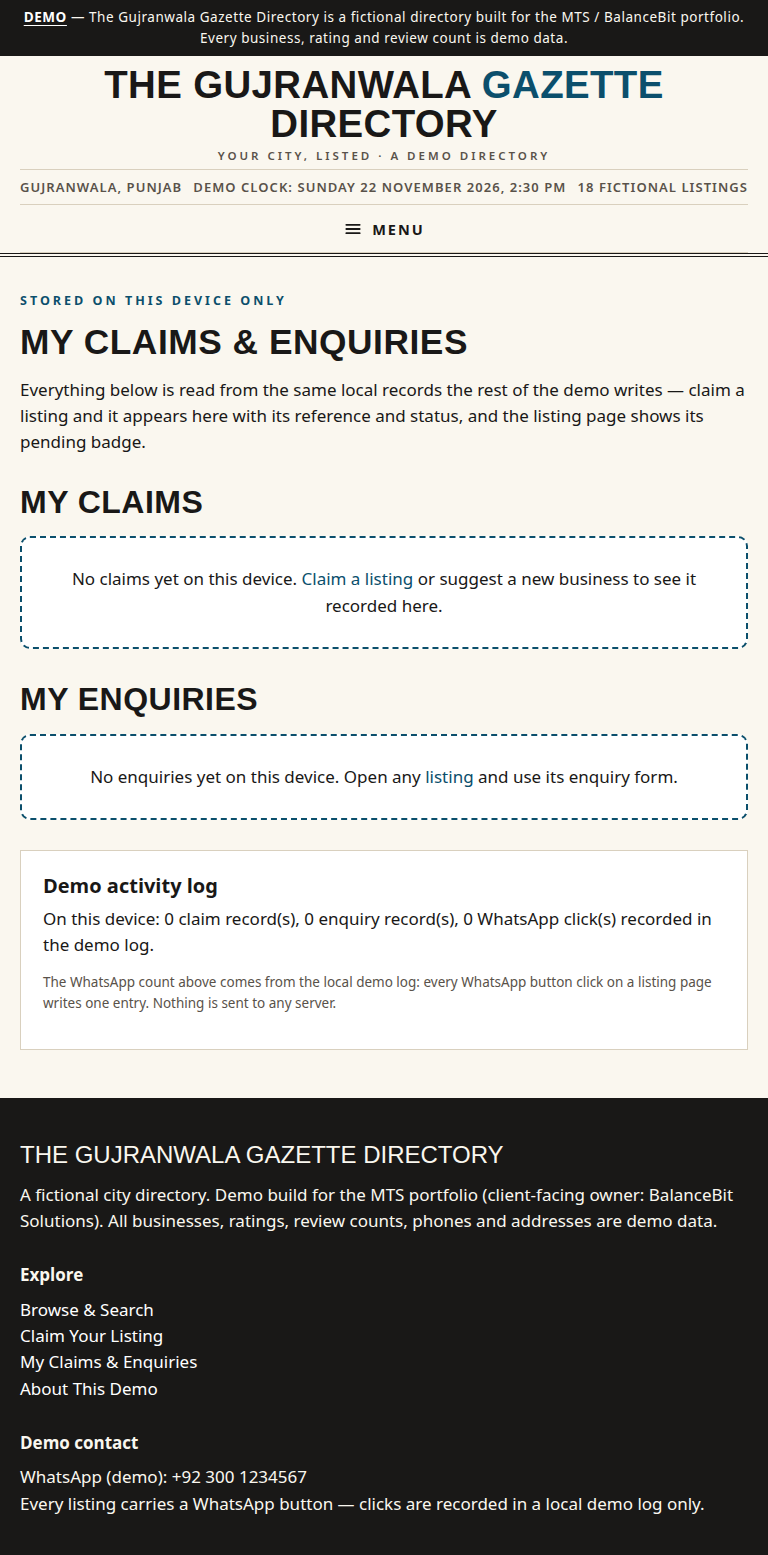 DEMO — The Gujranwala Gazette Directory is a fictional directory built for the MTS / BalanceBit portfolio.
Every business, rating and review count is demo data.
THE GUJRANWALA GAZETTE
DIRECTORY
YOUR CITY, LISTED · A DEMO DIRECTORY
GUJRANWALA, PUNJAB DEMO CLOCK: SUNDAY 22 NOVEMBER 2026, 2:30 PM 18 FICTIONAL LISTINGS
MENU
STORED ON THIS DEVICE ONLY
MY CLAIMS & ENQUIRIES
Everything below is read from the same local records the rest of the demo writes — claim a
listing and it appears here with its reference and status, and the listing page shows its
pending badge.
MY CLAIMS
No claims yet on this device. Claim a listing or suggest a new business to see it
recorded here.
MY ENQUIRIES
No enquiries yet on this device. Open any listing and use its enquiry form.
Demo activity log
On this device: 0 claim record(s), 0 enquiry record(s), 0 WhatsApp click(s) recorded in
the demo log.
The WhatsApp count above comes from the local demo log: every WhatsApp button click on a listing page
writes one entry. Nothing is sent to any server.
THE GUJRANWALA GAZETTE DIRECTORY
A fictional city directory. Demo build for the MTS portfolio (client-facing owner: BalanceBit
Solutions). All businesses, ratings, review counts, phones and addresses are demo data.
Explore
Browse & Search
Claim Your Listing
My Claims & Enquiries
About This Demo
Demo contact
WhatsApp (demo): +92 300 1234567
Every listing carries a WhatsApp button — clicks are recorded in a local demo log only.